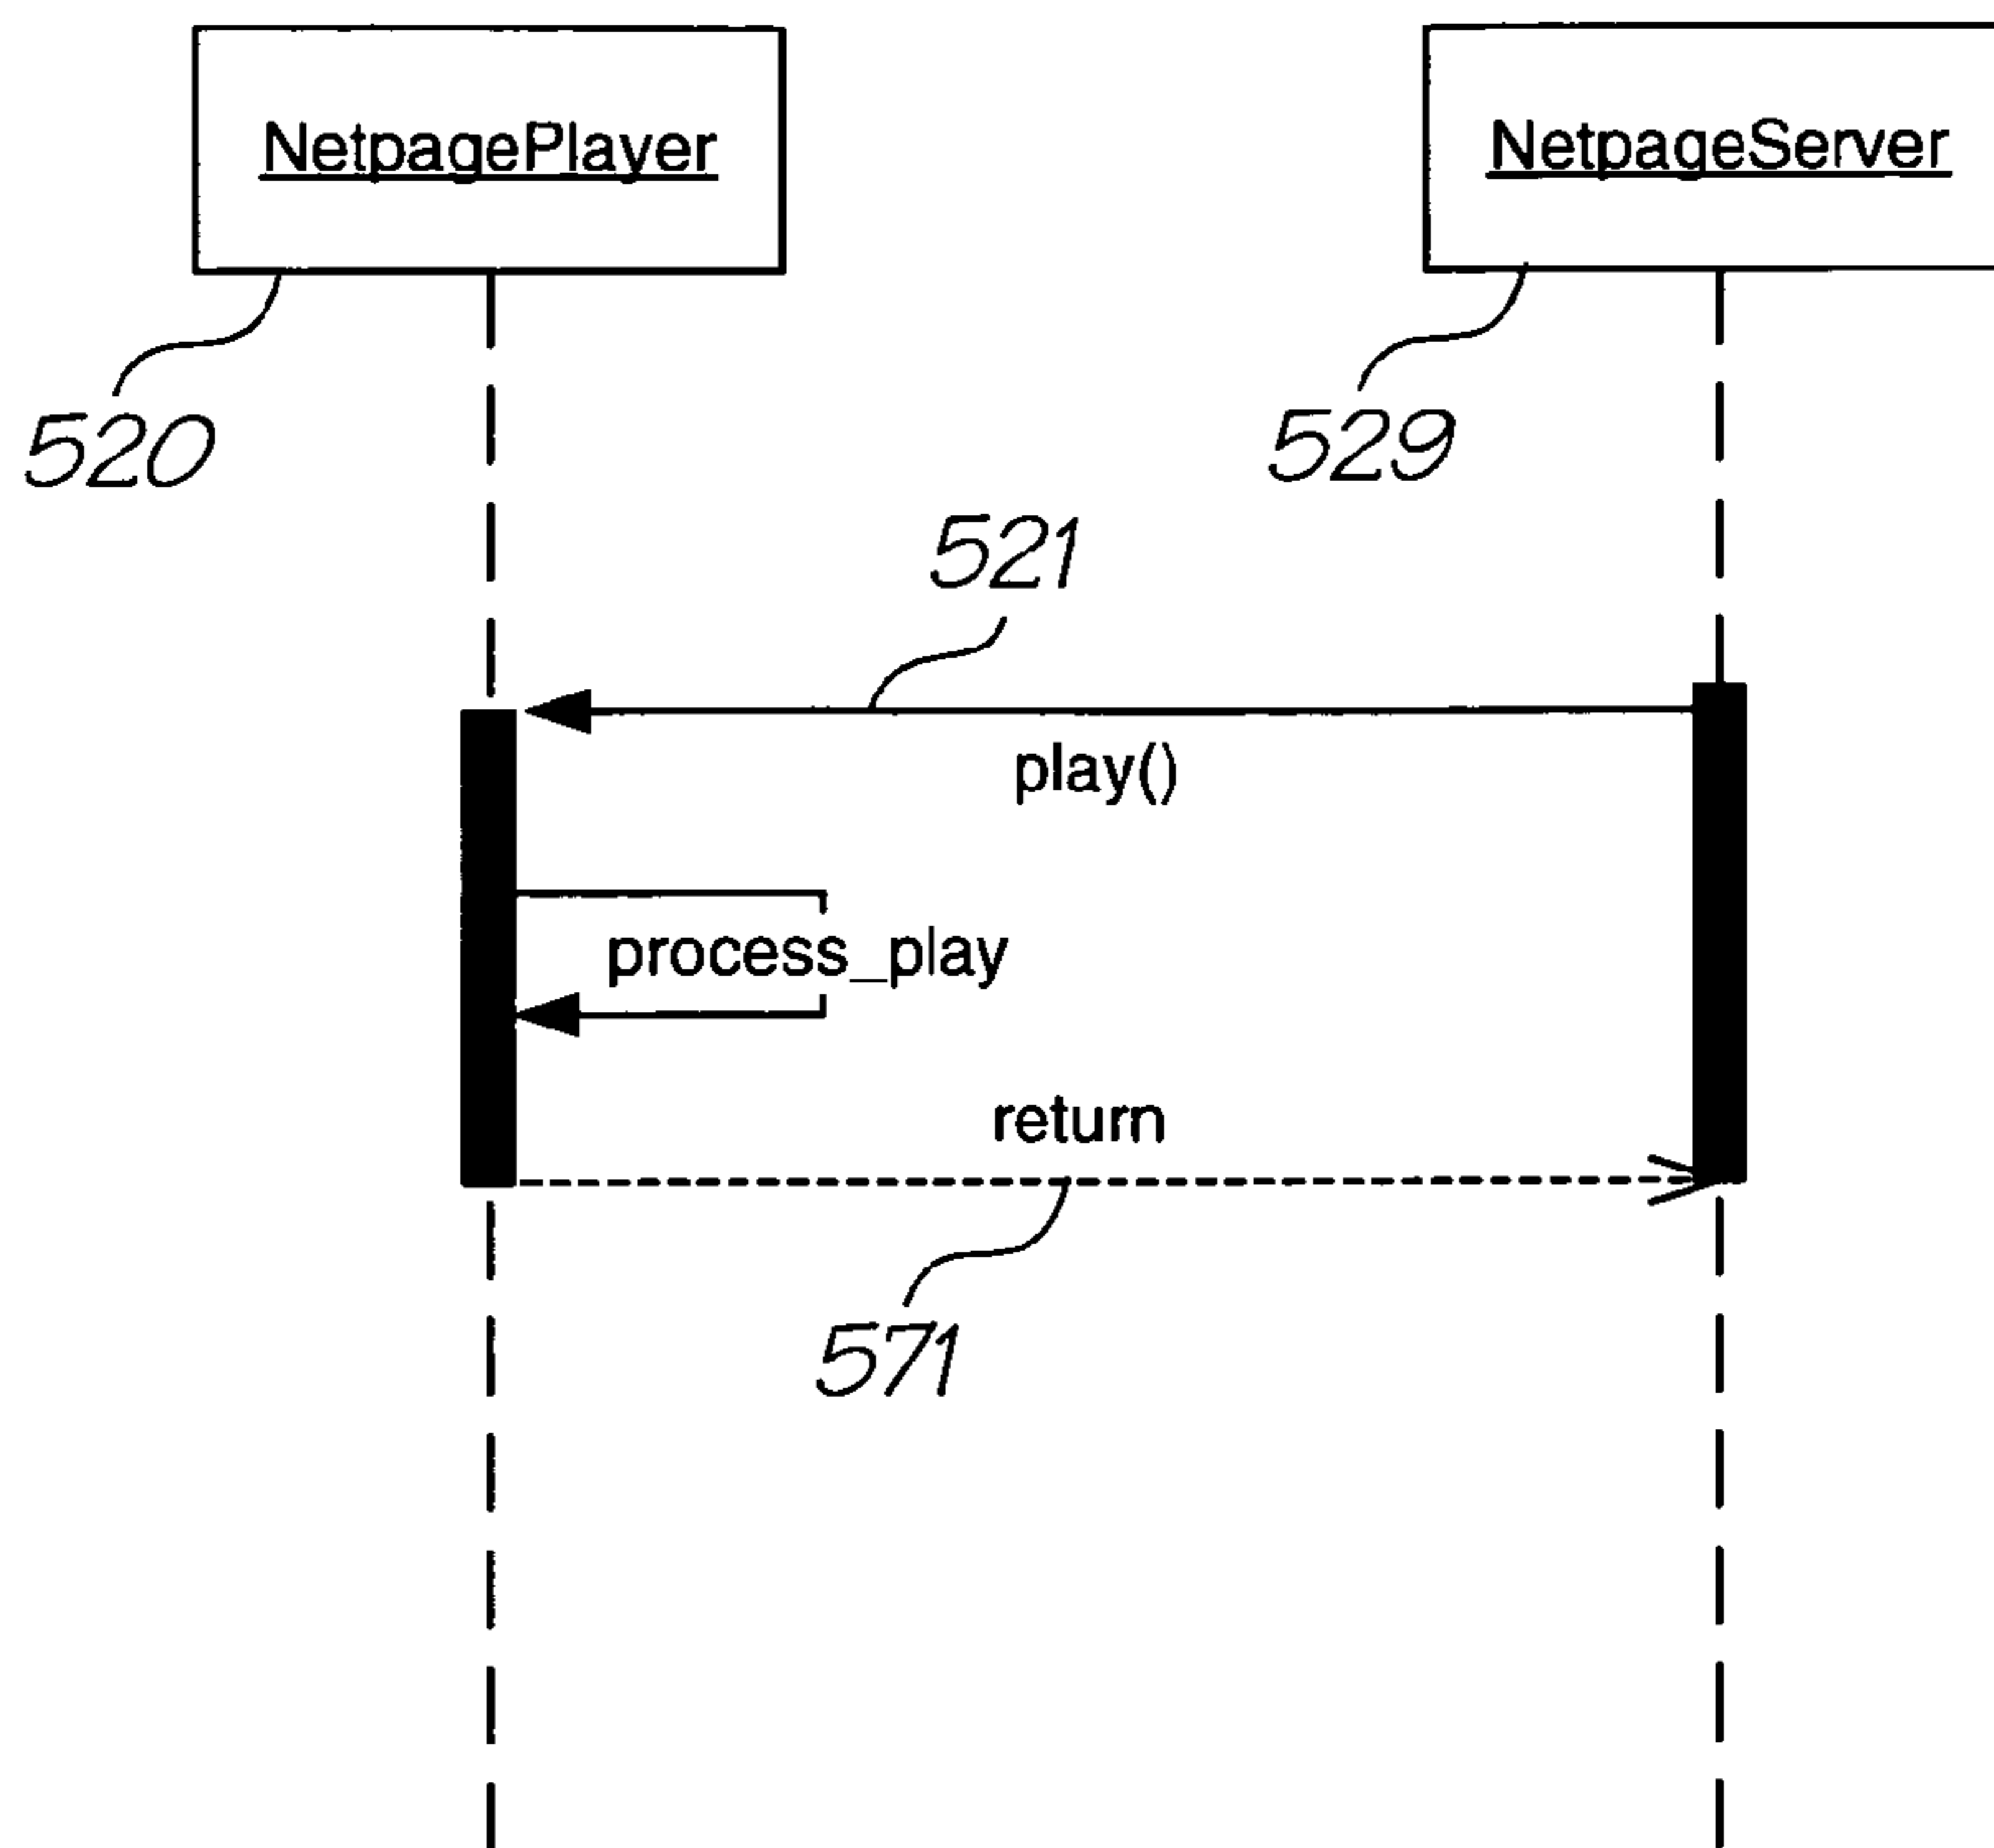 NetpagePlayer
NetpageServer
520
529
521
play()
process_play
return
571